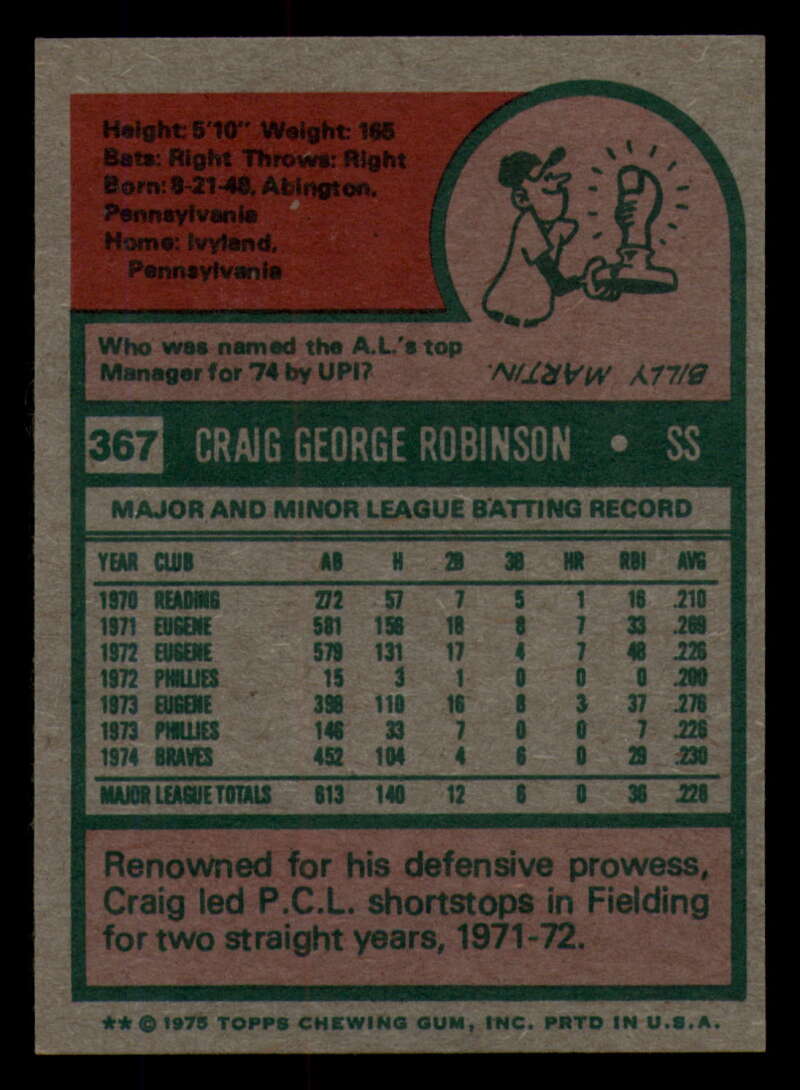 Height: 5'10" Weight: 165
Bats: Right Throws: Right
Born: 8-21-48, Abington,
Pennsylvania
Home: Ivyland,
Pennsylvania
Who was named the A.L.'s top
Manager for '74 by UPI?
BILLY MARTIN.
367 CRAIG GEORGE ROBINSON • SS
MAJOR AND MINOR LEAGUE BATTING RECORD
YEAR CLUB AB H 2B 3B HR RBI AVG
1970 READING 272 57 7 5 1 16 .210
1971 EUGENE 581 156 18 8 7 33 .269
1972 EUGENE 579 131 17 4 7 48 .226
1972 PHILLIES 15 3 1 0 0 0 .200
1973 EUGENE 398 110 16 8 3 37 .276
1973 PHILLIES 146 33 7 0 0 7 .226
1974 BRAVES 452 104 4 6 0 29 .230
MAJOR LEAGUE TOTALS 613 140 12 6 0 36 .228
Renowned for his defensive prowess,
Craig led P.C.L. shortstops in Fielding
for two straight years, 1971-72.
** © 1975 TOPPS CHEWING GUM, INC. PRTD IN U.S.A.